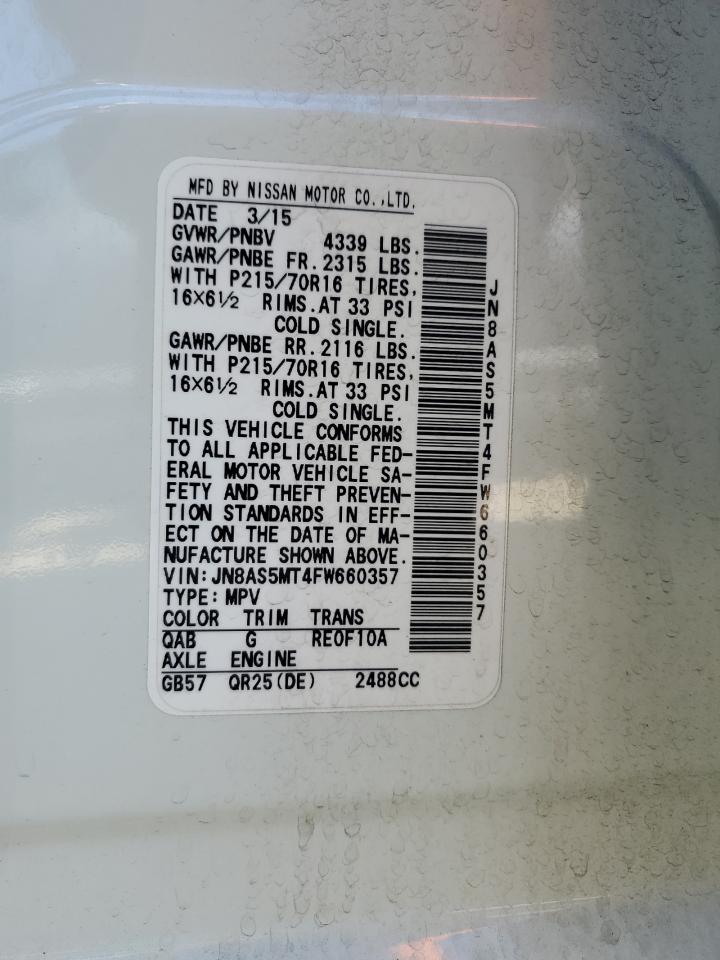 MFD BY NISSAN MOTOR CO.,LTD.
DATE 3/15
GVWR/PNBV 4339 LBS.
GAWR/PNBE FR.2315 LBS.
WITH P215/70R16 TIRES,
16×6½ RIMS.AT 33 PSI
COLD SINGLE.
GAWR/PNBE RR.2116 LBS.
WITH P215/70R16 TIRES,
16×6½ RIMS.AT 33 PSI
COLD SINGLE.
THIS VEHICLE CONFORMS
TO ALL APPLICABLE FED-
ERAL MOTOR VEHICLE SA-
FETY AND THEFT PREVEN-
TION STANDARDS IN EFF-
ECT ON THE DATE OF MA-
NUFACTURE SHOWN ABOVE.
VIN:JN8AS5MT4FW660357
TYPE:MPV
COLOR TRIM TRANS
QAB G RE0F10A
AXLE ENGINE
GB57 QR25(DE) 2488CC
JN8AS5MT4FW660357